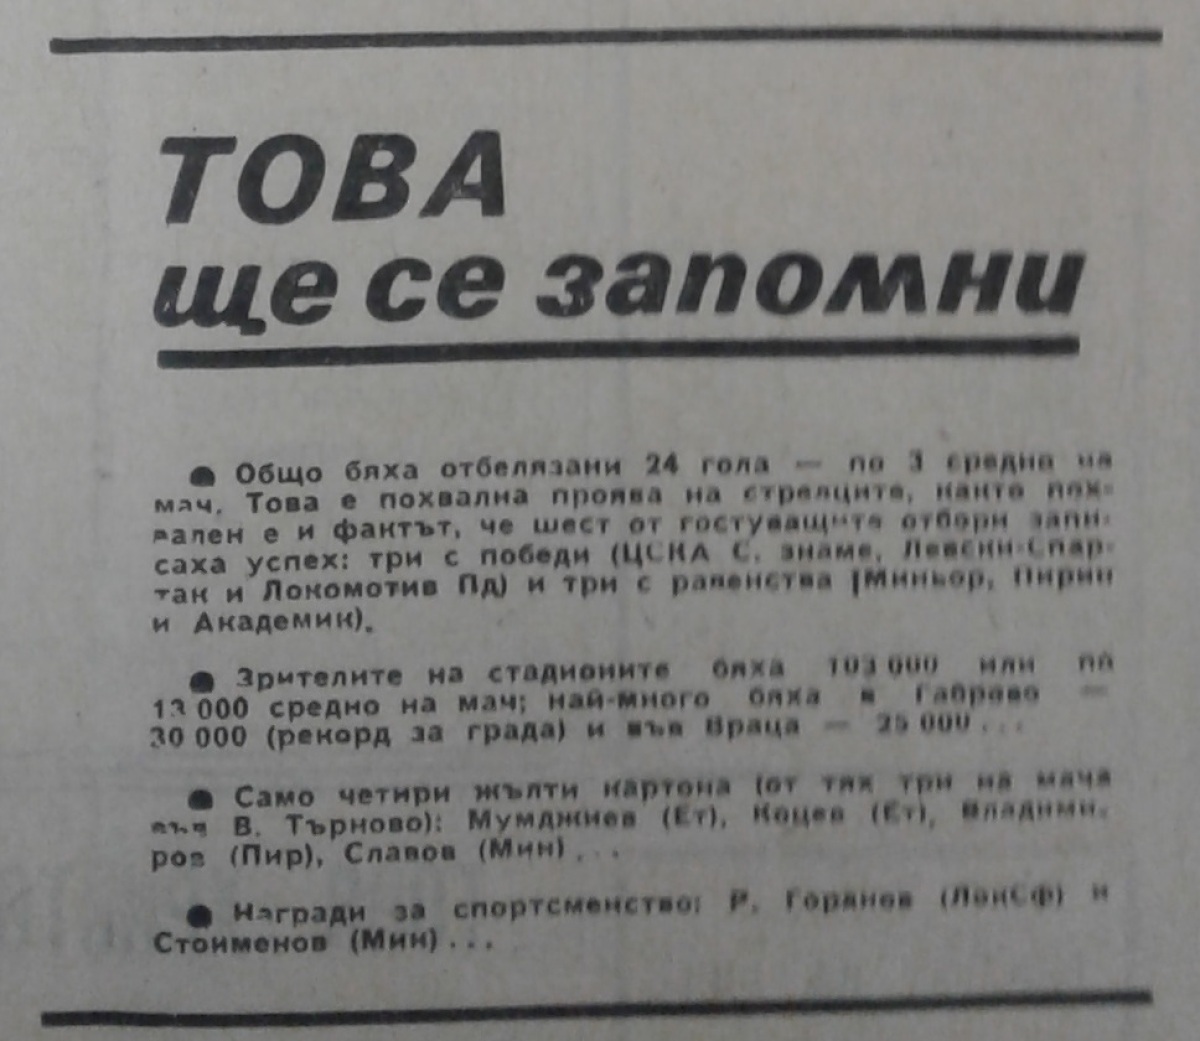 ТОВА
ще се запомни
● Общо бяха отбелязани 24 гола — по 3 средно на
мач. Това е похвална проява на стрелците, както пох-
вален е и фактът, че шест от гостуващите отбори запи-
саха успех: три с победи (ЦСКА С. знаме, Левски-Спар-
так и Локомотив Пд) и три с равенства (Миньор, Пирин
и Академик).
● Зрителите на стадионите бяха 103 000 или по
13 000 средно на мач; най-много бяха в Габрово —
30 000 (рекорд за града) и във Враца — 25 000 ...
● Само четири жълти картона (от тях три на мача
във В. Търново): Мумджиев (Ет), Коцев (Ет), Владими-
ров (Пир), Славов (Мин) ...
● Награди за спортсменство: Р. Горанов (ЛокСф) и
Стоименов (Мин) ...